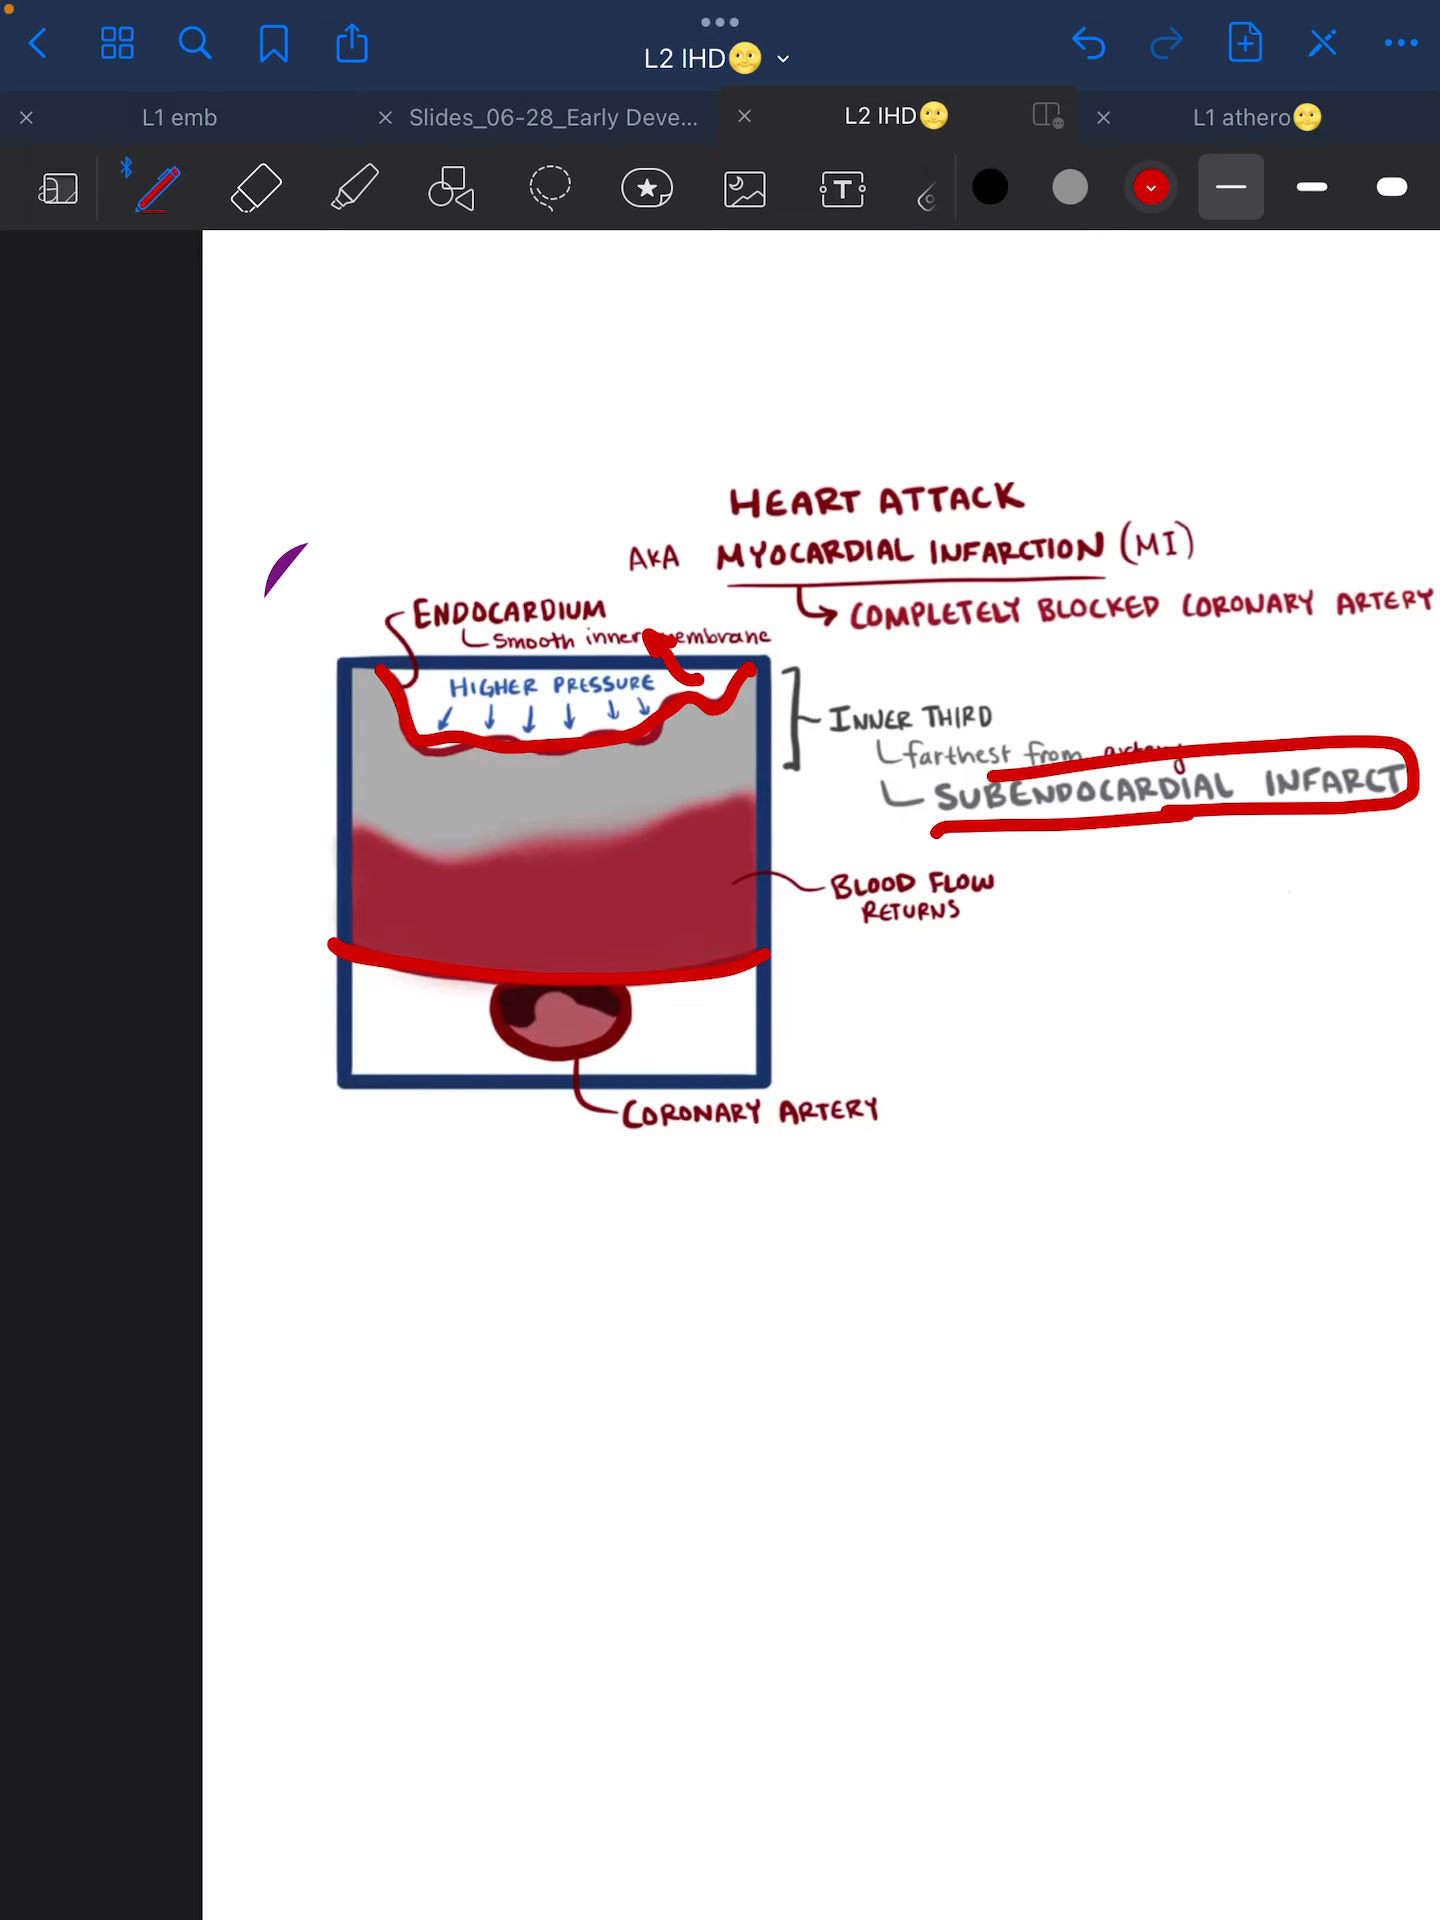 L2 IHD🌝
L1 emb
Slides_06-28_Early Deve...
L2 IHD🌝
L1 athero🌝
HEART ATTACK
AKA MYOCARDIAL INFARCTION (MI)
COMPLETELY BLOCKED CORONARY ARTERY
ENDOCARDIUM
Smooth inner membrane
HIGHER PRESSURE
INNER THIRD
farthest from artery
SUBENDOCARDIAL INFARCT
BLOOD FLOW
RETURNS
CORONARY ARTERY